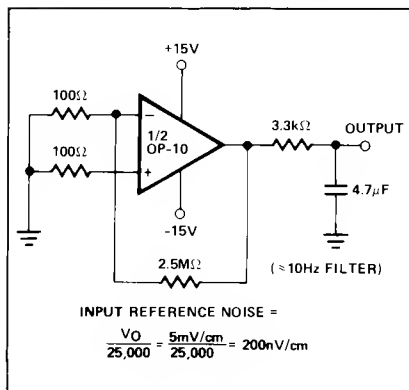 +15V
100Ω
100Ω
−
1/2
OP-10
+
3.3kΩ
OUTPUT
4.7μF
-15V
2.5MΩ
(≈10Hz FILTER)
INPUT REFERENCE NOISE =
VO/25,000 = 5mV/cm/25,000 = 200nV/cm